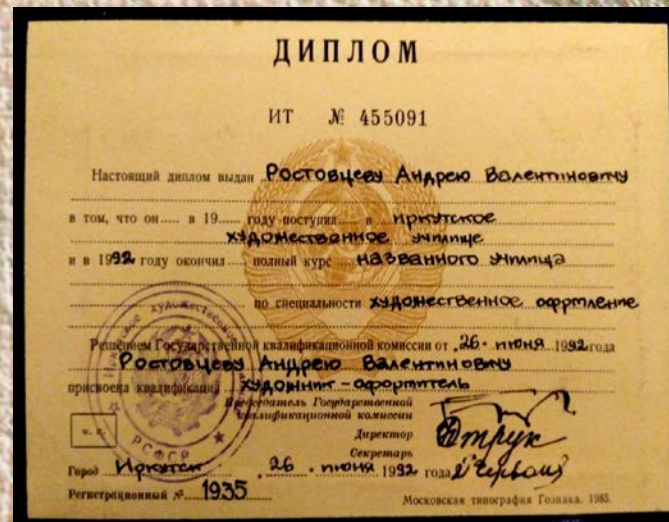 ДИПЛОМ
ИТ № 455091
Настоящий диплом выдан Ростовцеву Андрею Валентиновичу
в том, что он в 19 году поступил в Иркутское
художественное училище
и в 1992 году окончил полный курс названного училища
по специальности художественное оформление
Решением Государственной квалификационной комиссии от 26 июня 1992 года
Ростовцеву Андрею Валентиновичу
присвоена квалификация художник-оформитель
Председатель Государственной
квалификационной комиссии
Директор
Секретарь
М. П.
Город Иркутск 26 июня 1992 года
Регистрационный № 1935
Московская типография Гознака. 1985.
РСФСР